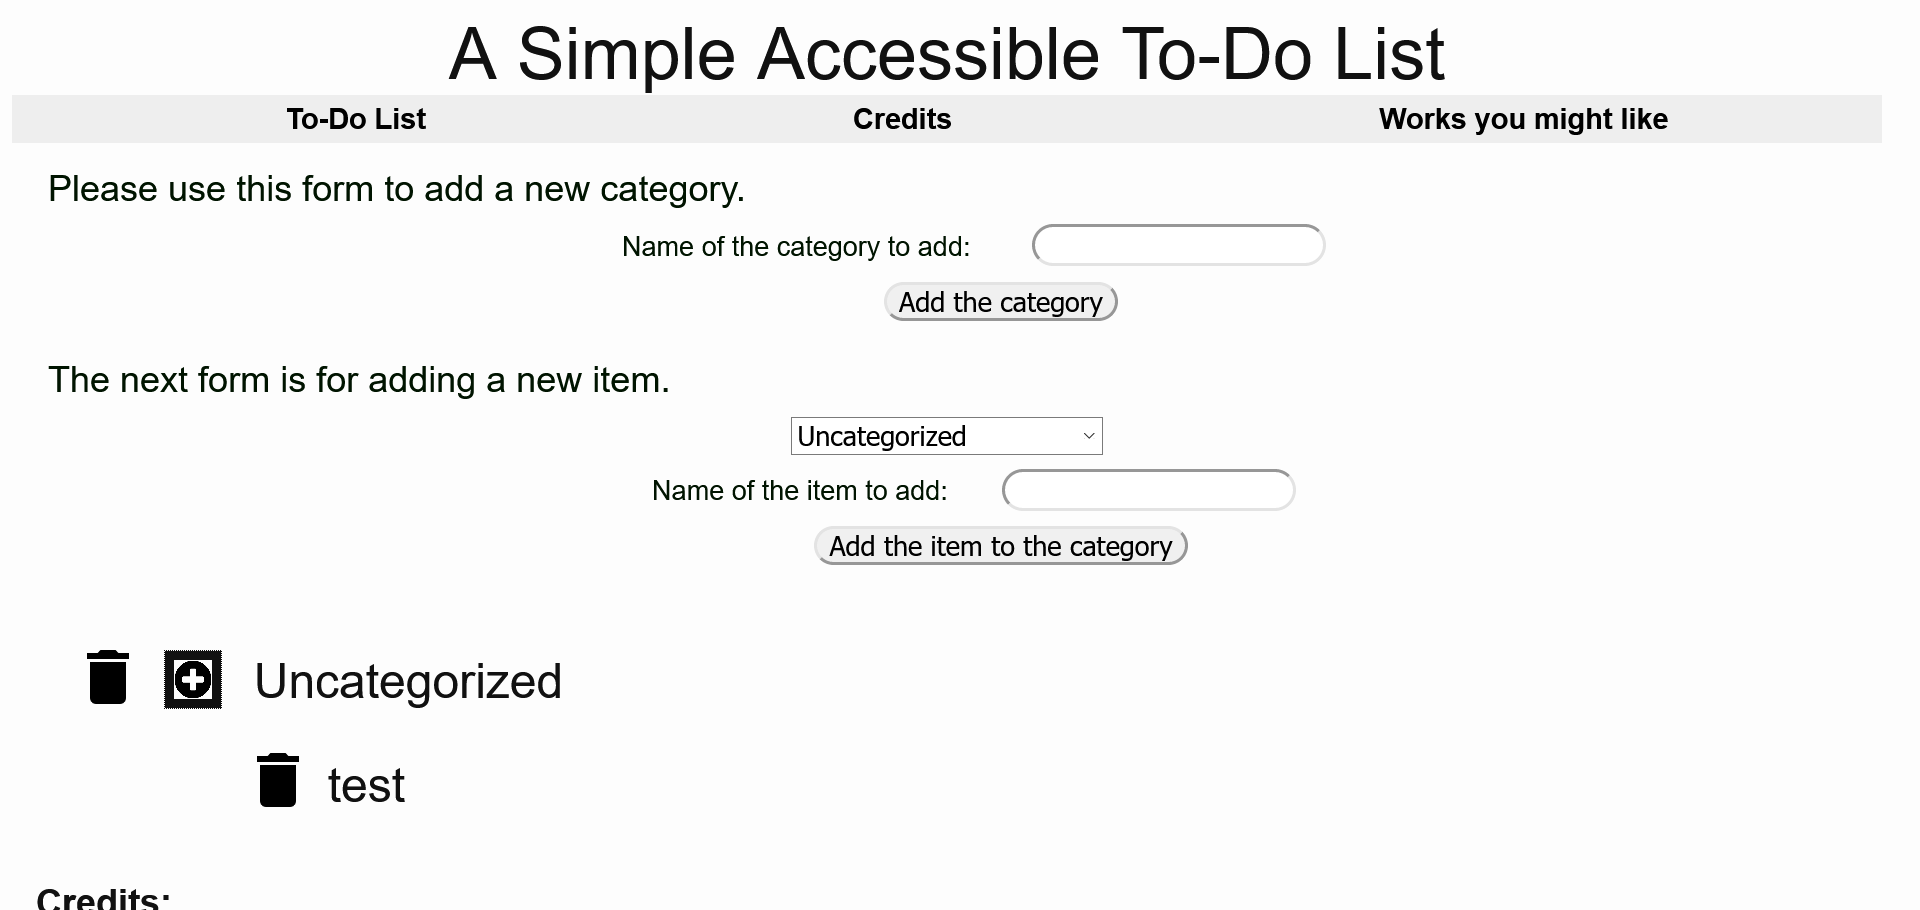 A Simple Accessible To-Do List
To-Do List Credits Works you might like
Please use this form to add a new category.
Name of the category to add:
Add the category
The next form is for adding a new item.
Uncategorized
Name of the item to add:
Add the item to the category
Uncategorized
test
Credits: